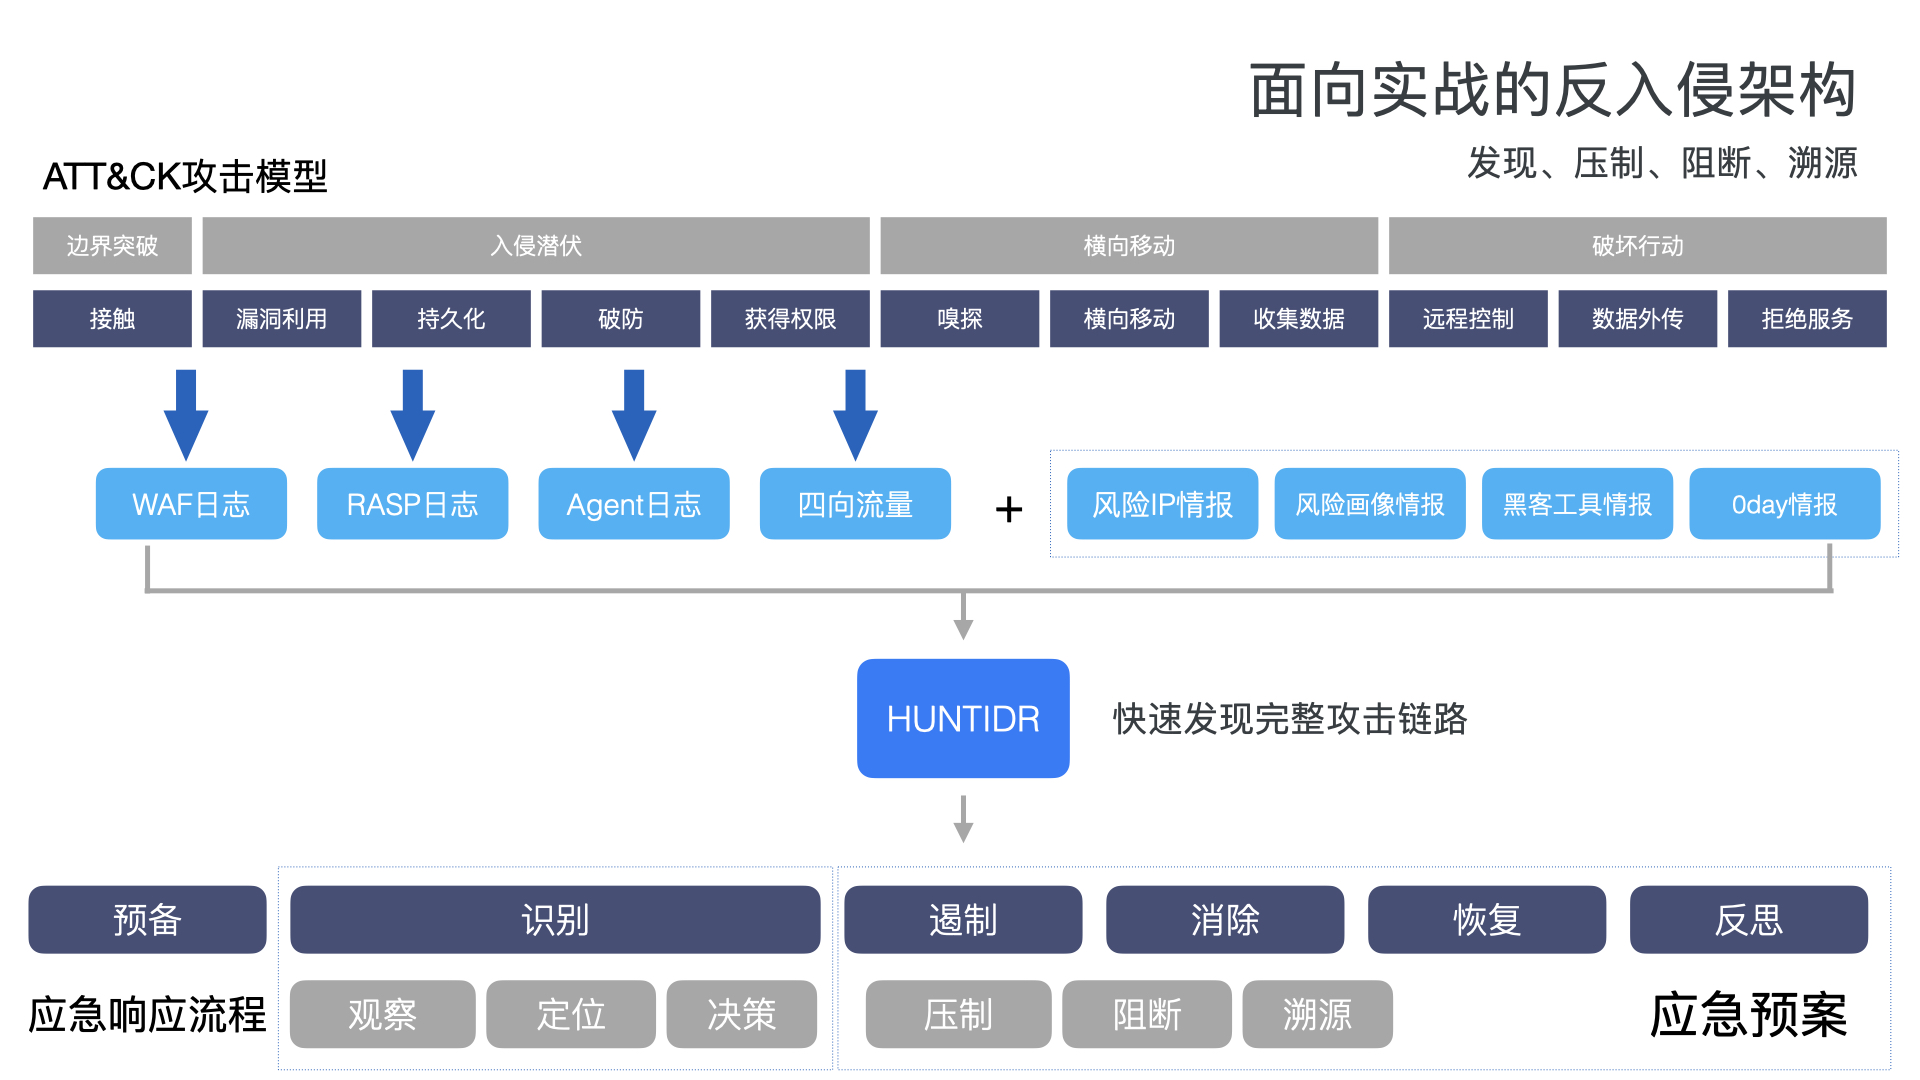 面向实战的反入侵架构
发现、压制、阻断、溯源
ATT&CK攻击模型
边界突破 入侵潜伏 横向移动 破坏行动
接触 漏洞利用 持久化 破防 获得权限 嗅探 横向移动 收集数据 远程控制 数据外传 拒绝服务
WAF日志 RASP日志 Agent日志 四向流量 + 风险IP情报 风险画像情报 黑客工具情报 0day情报
HUNTIDR 快速发现完整攻击链路
预备 识别 遏制 消除 恢复 反思
应急响应流程 观察 定位 决策 压制 阻断 溯源 应急预案